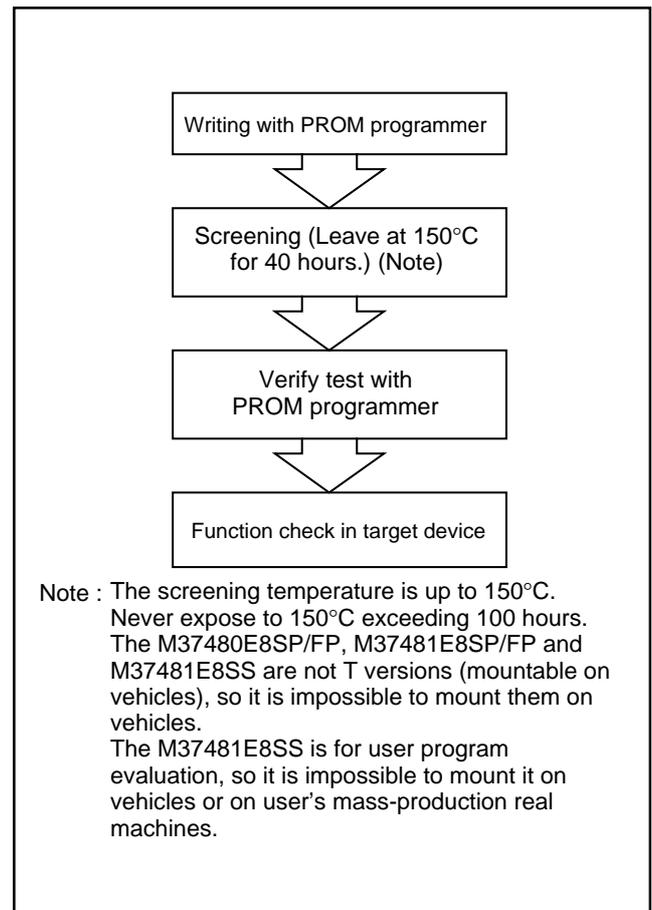 Writing with PROM programmer
Screening (Leave at 150°C
for 40 hours.) (Note)
Verify test with
PROM programmer
Function check in target device
Note : The screening temperature is up to 150°C.
Never expose to 150°C exceeding 100 hours.
The M37480E8SP/FP, M37481E8SP/FP and
M37481E8SS are not T versions (mountable on
vehicles), so it is impossible to mount them on
vehicles.
The M37481E8SS is for user program
evaluation, so it is impossible to mount it on
vehicles or on user's mass-production real
machines.